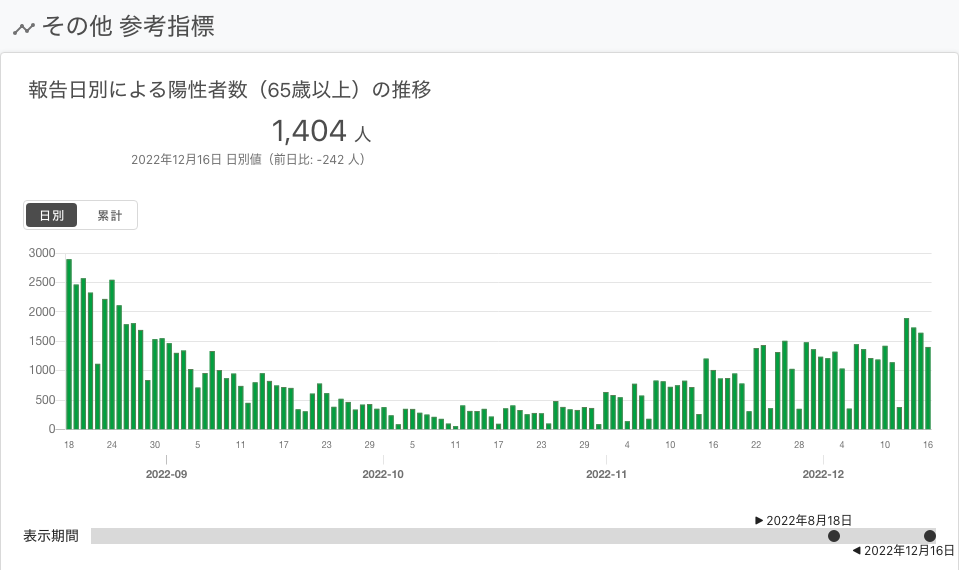 その他 参考指標
報告日別による陽性者数（65歳以上）の推移
1,404 人
2022年12月16日 日別値（前日比: -242 人）
日別 累計
3000
2500
2000
1500
1000
500
0
18 24 30 5 11 17 23 29 5 11 17 23 29 4 10 16 22 28 4 10 16
2022-09 2022-10 2022-11 2022-12
▶ 2022年8月18日
表示期間
◀ 2022年12月16日